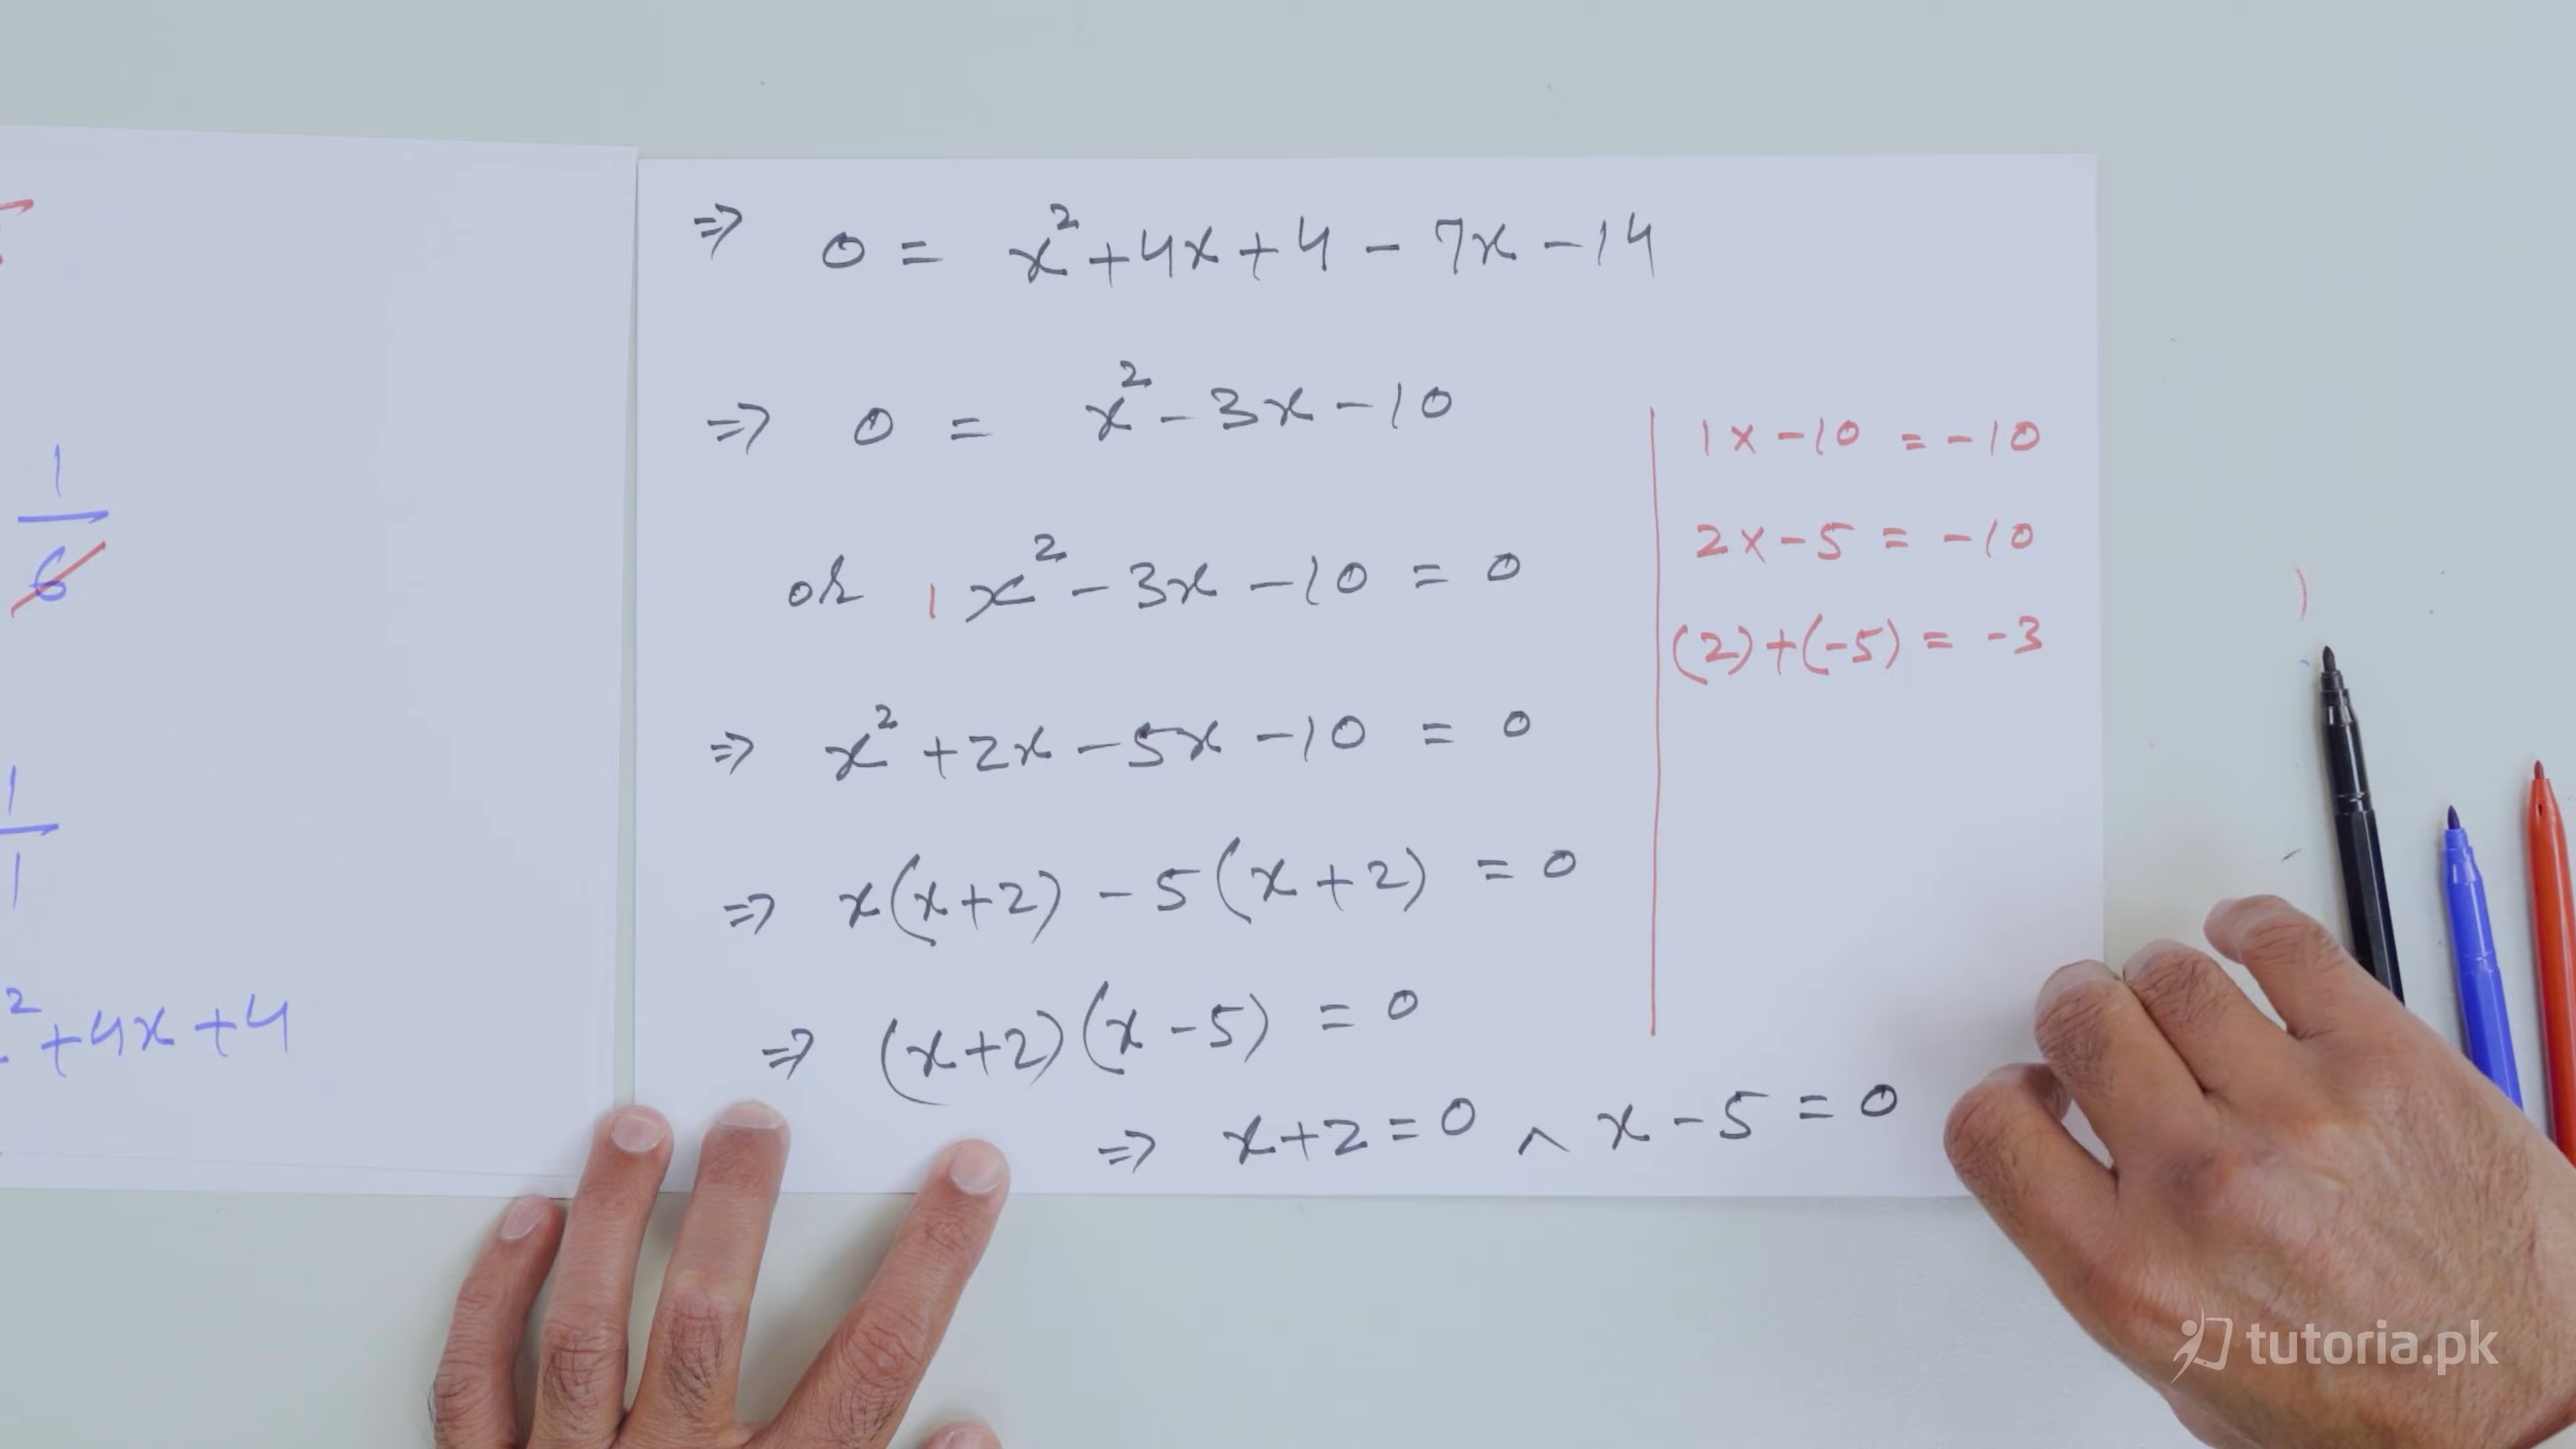 1
6
1
1
² +4x+4
⇒ 0 = x² +4x+4 - 7x -14
⇒ 0 = x² - 3x - 10
or 1x² - 3x - 10 = 0
⇒ x² +2x - 5x - 10 = 0
⇒ x(x+2) - 5(x+2) = 0
⇒ (x+2)(x-5) = 0
⇒ x+2=0 ∧ x-5=0
1x-10 = -10
2x-5 = -10
(2)+(-5) = -3
tutoria.pk